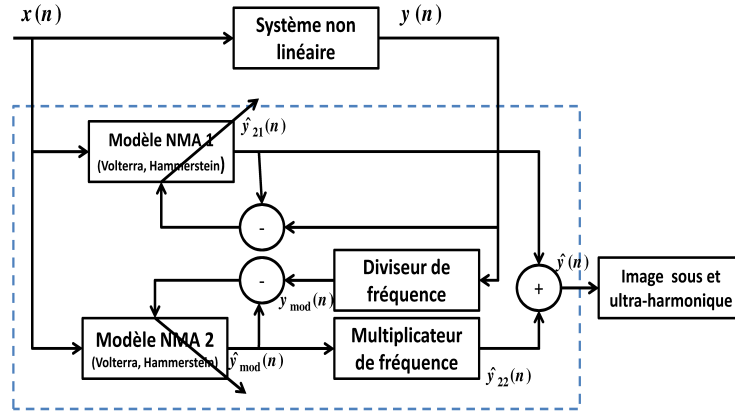 x(n)
Système non
linéaire
y(n)
Modèle NMA 1
(Volterra, Hammerstein)
ŷ21(n)
-
-
Diviseur de
fréquence
ymod(n)
ŷ(n)
+
Image sous et
ultra-harmonique
Modèle NMA 2
(Volterra, Hammerstein)
ŷmod(n)
Multiplicateur
de fréquence
ŷ22(n)